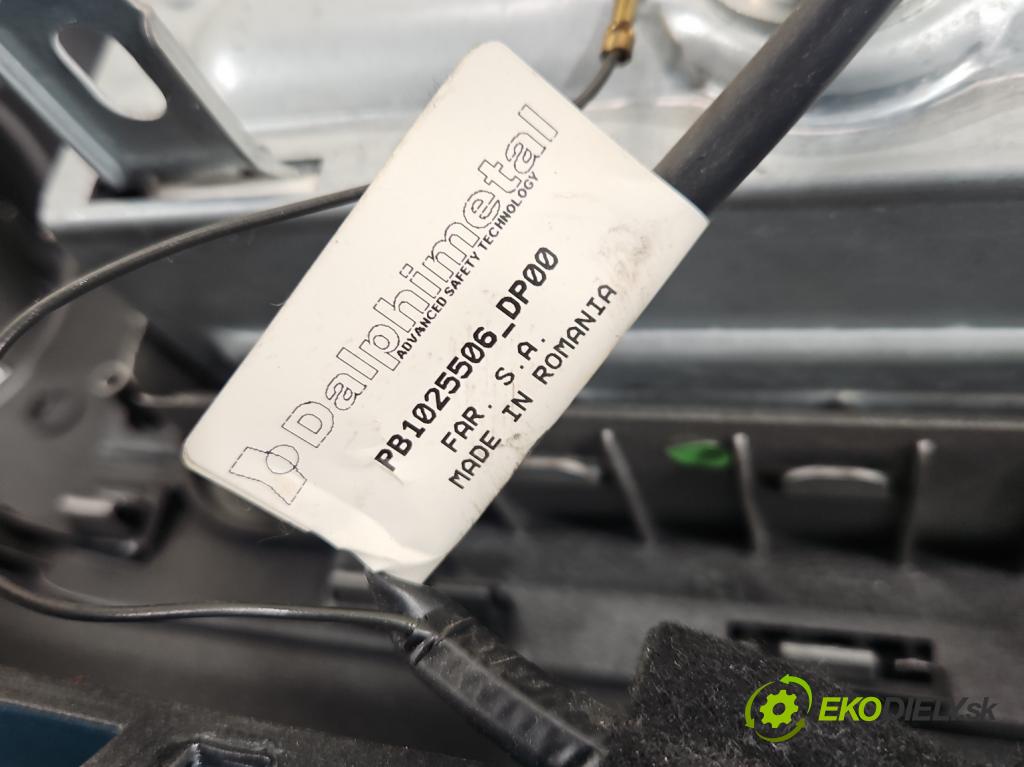 Dalphimetal
ADVANCED SAFETY TECHNOLOGY
PB1025506_DP00
FAR. S.A.
MADE IN ROMANIA
EKODIELY.sk